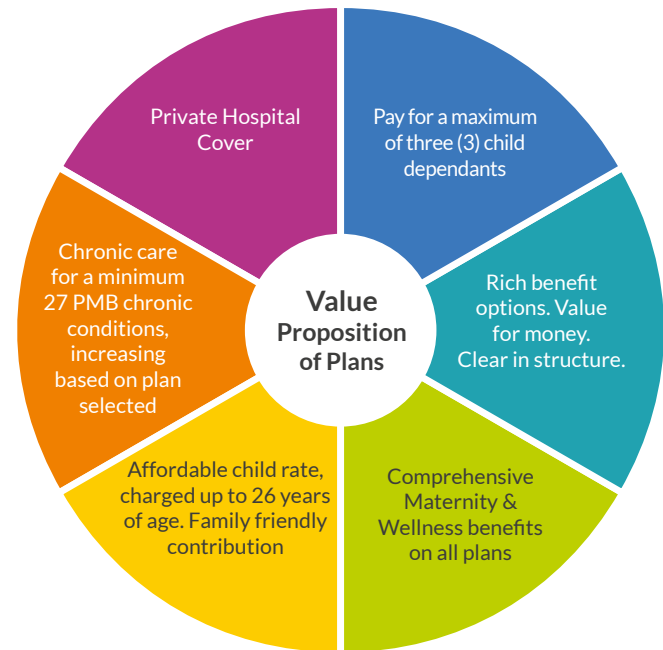 Private Hospital
Cover
Pay for a maximum
of three (3) child
dependants
Chronic care
for a minimum
27 PMB chronic
conditions,
increasing
based on plan
selected
Value
Proposition
of Plans
Rich benefit
options. Value
for money.
Clear in structure.
Affordable child rate,
charged up to 26 years
of age. Family friendly
contribution
Comprehensive
Maternity &
Wellness benefits
on all plans